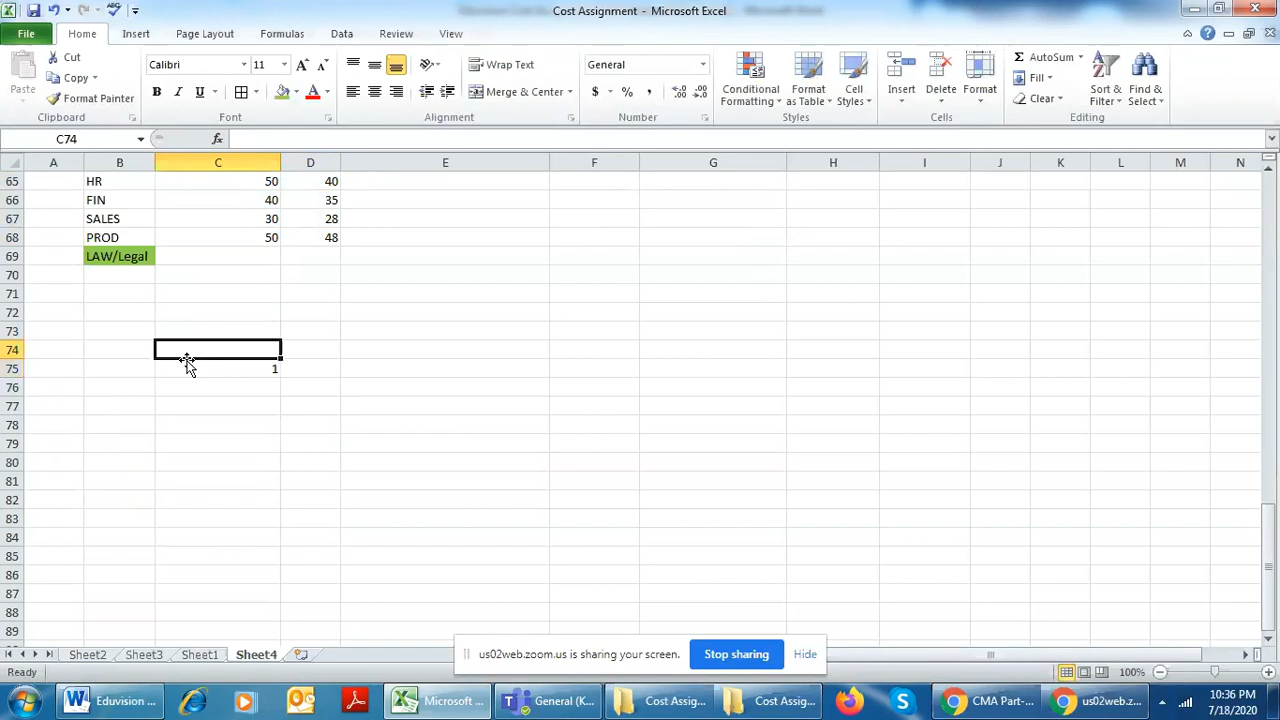 Cost Assignment - Microsoft Excel
File Home Insert Page Layout Formulas Data Review View
Paste
Cut
Copy
Format Painter
Clipboard
Calibri 11
B I U
Font
Wrap Text
Merge & Center
Alignment
General
$ % ,
Number
Conditional Formatting
Format as Table
Cell Styles
Styles
Insert Delete Format
Cells
Σ AutoSum
Fill
Clear
Sort & Filter
Find & Select
Editing
C74 fx
A B C D E F G H I J K L M N
65 HR 50 40
66 FIN 40 35
67 SALES 30 28
68 PROD 50 48
69 LAW/Legal
70
71
72
73
74
75 1
76
77
78
79
80
81
82
83
84
85
86
87
88
89
Sheet2 Sheet3 Sheet1 Sheet4
us02web.zoom.us is sharing your screen. Stop sharing Hide
Ready 100%
Eduvision ... Microsoft ... General (K... Cost Assig... Cost Assig... CMA Part-... us02web.z...
10:36 PM
7/18/2020